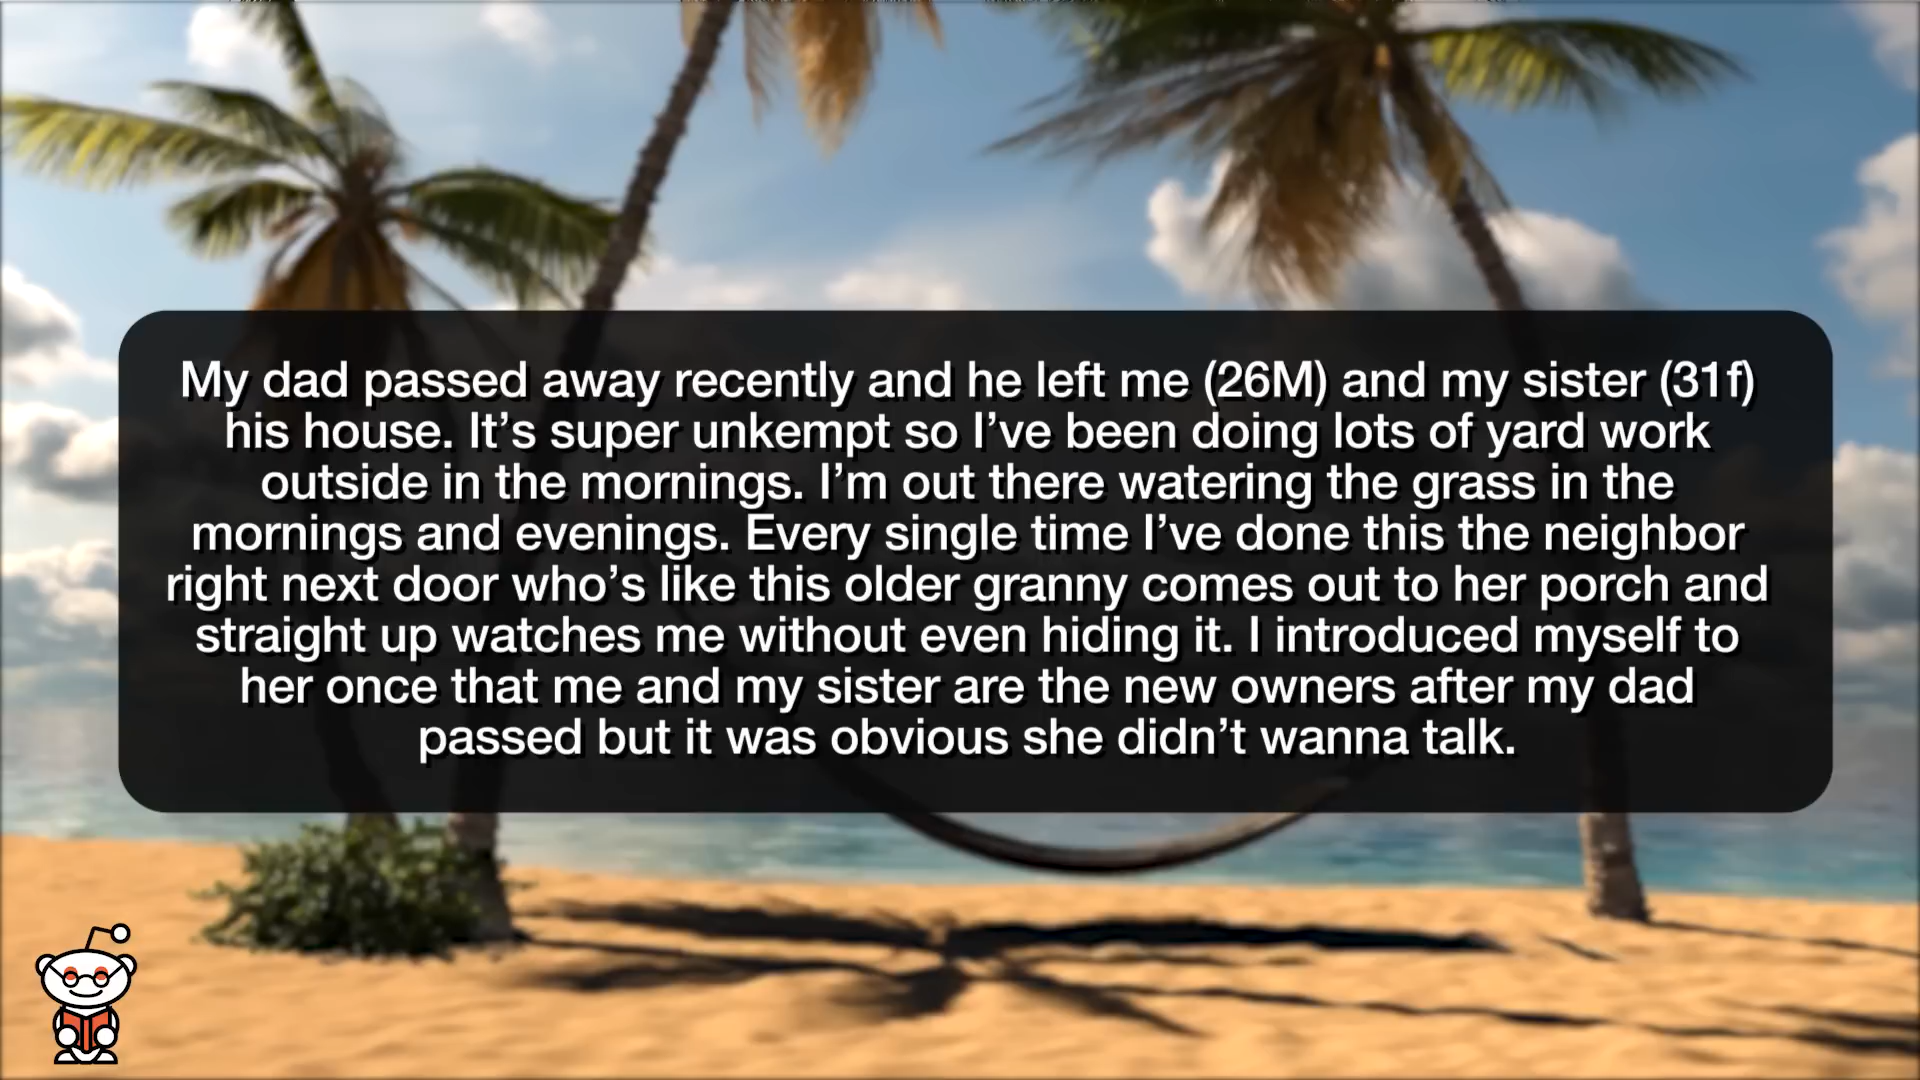 My dad passed away recently and he left me (26M) and my sister (31f)
his house. It’s super unkempt so I’ve been doing lots of yard work
outside in the mornings. I’m out there watering the grass in the
mornings and evenings. Every single time I’ve done this the neighbor
right next door who’s like this older granny comes out to her porch and
straight up watches me without even hiding it. I introduced myself to
her once that me and my sister are the new owners after my dad
passed but it was obvious she didn’t wanna talk.